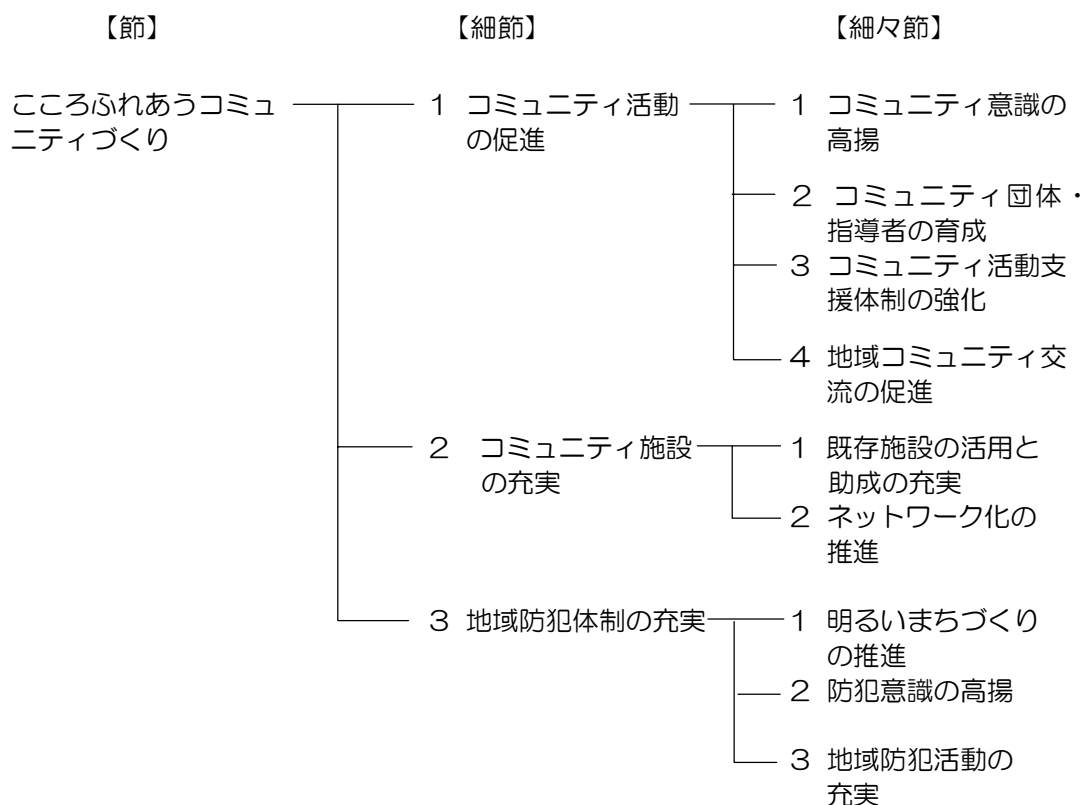 【節】 【細節】 【細々節】
こころふれあうコミュ
ニティづくり
1 コミュニティ活動
の促進
1 コミュニティ意識の
高揚
2 コミュニティ団体・
指導者の育成
3 コミュニティ活動支
援体制の強化
4 地域コミュニティ交
流の促進
2 コミュニティ施設
の充実
1 既存施設の活用と
助成の充実
2 ネットワーク化の
推進
3 地域防犯体制の充実
1 明るいまちづくり
の推進
2 防犯意識の高揚
3 地域防犯活動の
充実